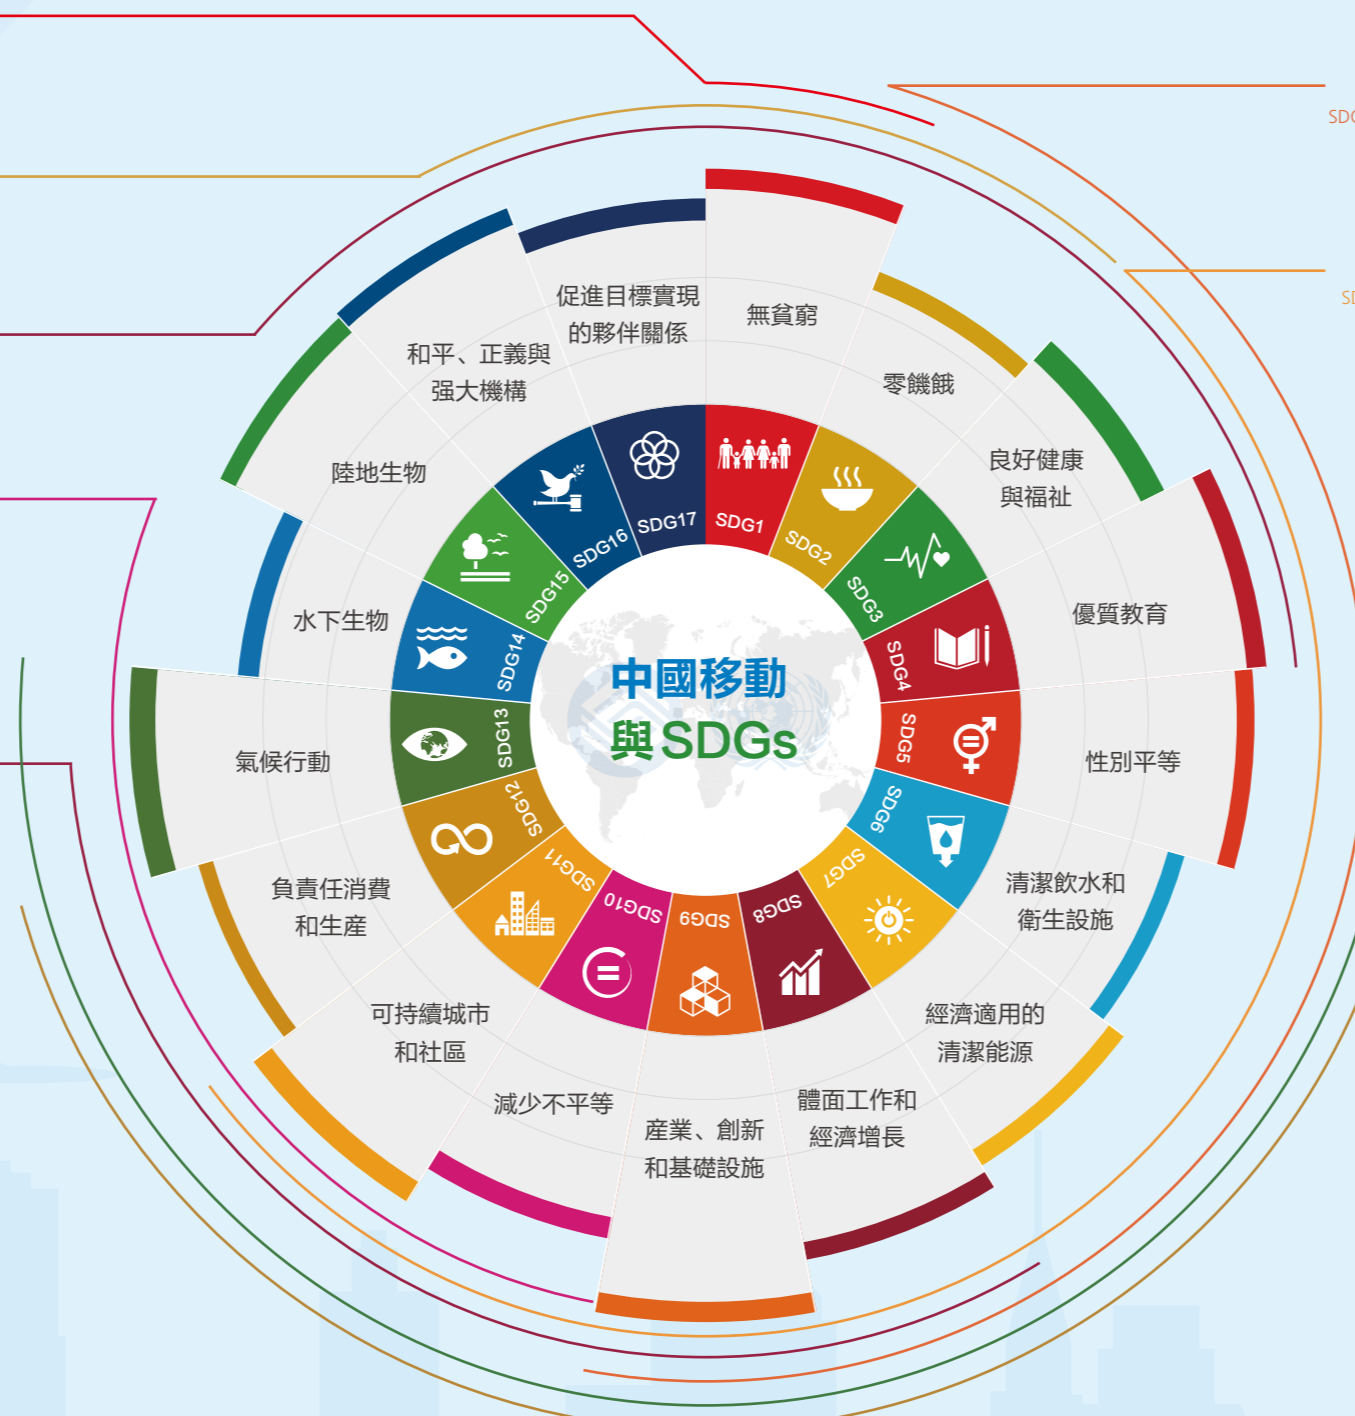 中國移動
與SDGs
SDG1
無貧窮
SDG2
零饑餓
SDG3
良好健康
與福祉
SDG4
優質教育
SDG5
性別平等
SDG6
清潔飲水和
衛生設施
SDG7
經濟適用的
清潔能源
SDG8
體面工作和
經濟增長
SDG9
産業、創新
和基礎設施
SDG10
減少不平等
SDG11
可持續城市
和社區
SDG12
負責任消費
和生産
SDG13
氣候行動
SDG14
水下生物
SDG15
陸地生物
SDG16
和平、正義與
强大機構
SDG17
促進目標實現
的夥伴關係